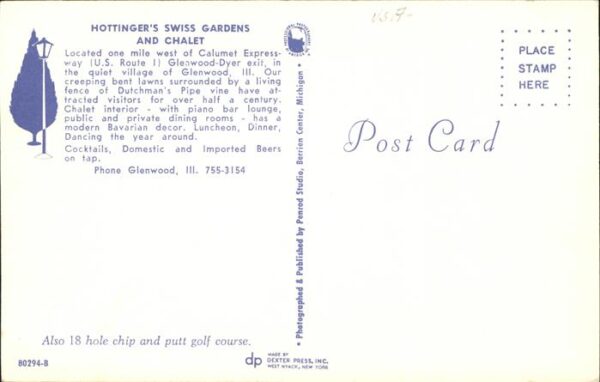 HOTTINGER'S SWISS GARDENS
AND CHALET
Located one mile west of Calumet Express-
way (U.S. Route 1) Glenwood-Dyer exit, in
the quiet village of Glenwood, Ill. Our
creeping bent lawns surrounded by a living
fence of Dutchman's Pipe vine have at-
tracted visitors for over half a century.
Chalet interior - with piano bar lounge,
public and private dining rooms - has a
modern Bavarian decor. Luncheon, Dinner,
Dancing the year around.
Cocktails, Domestic and Imported Beers
on tap.
Phone Glenwood, Ill. 755-3154
Also 18 hole chip and putt golf course.
80294-B
• Photographed & Published by Penrod Studio, Berrien Center, Michigan •
dp
MADE BY
DEXTER PRESS, INC.
WEST NYACK, NEW YORK
Post Card
PLACE
STAMP
HERE